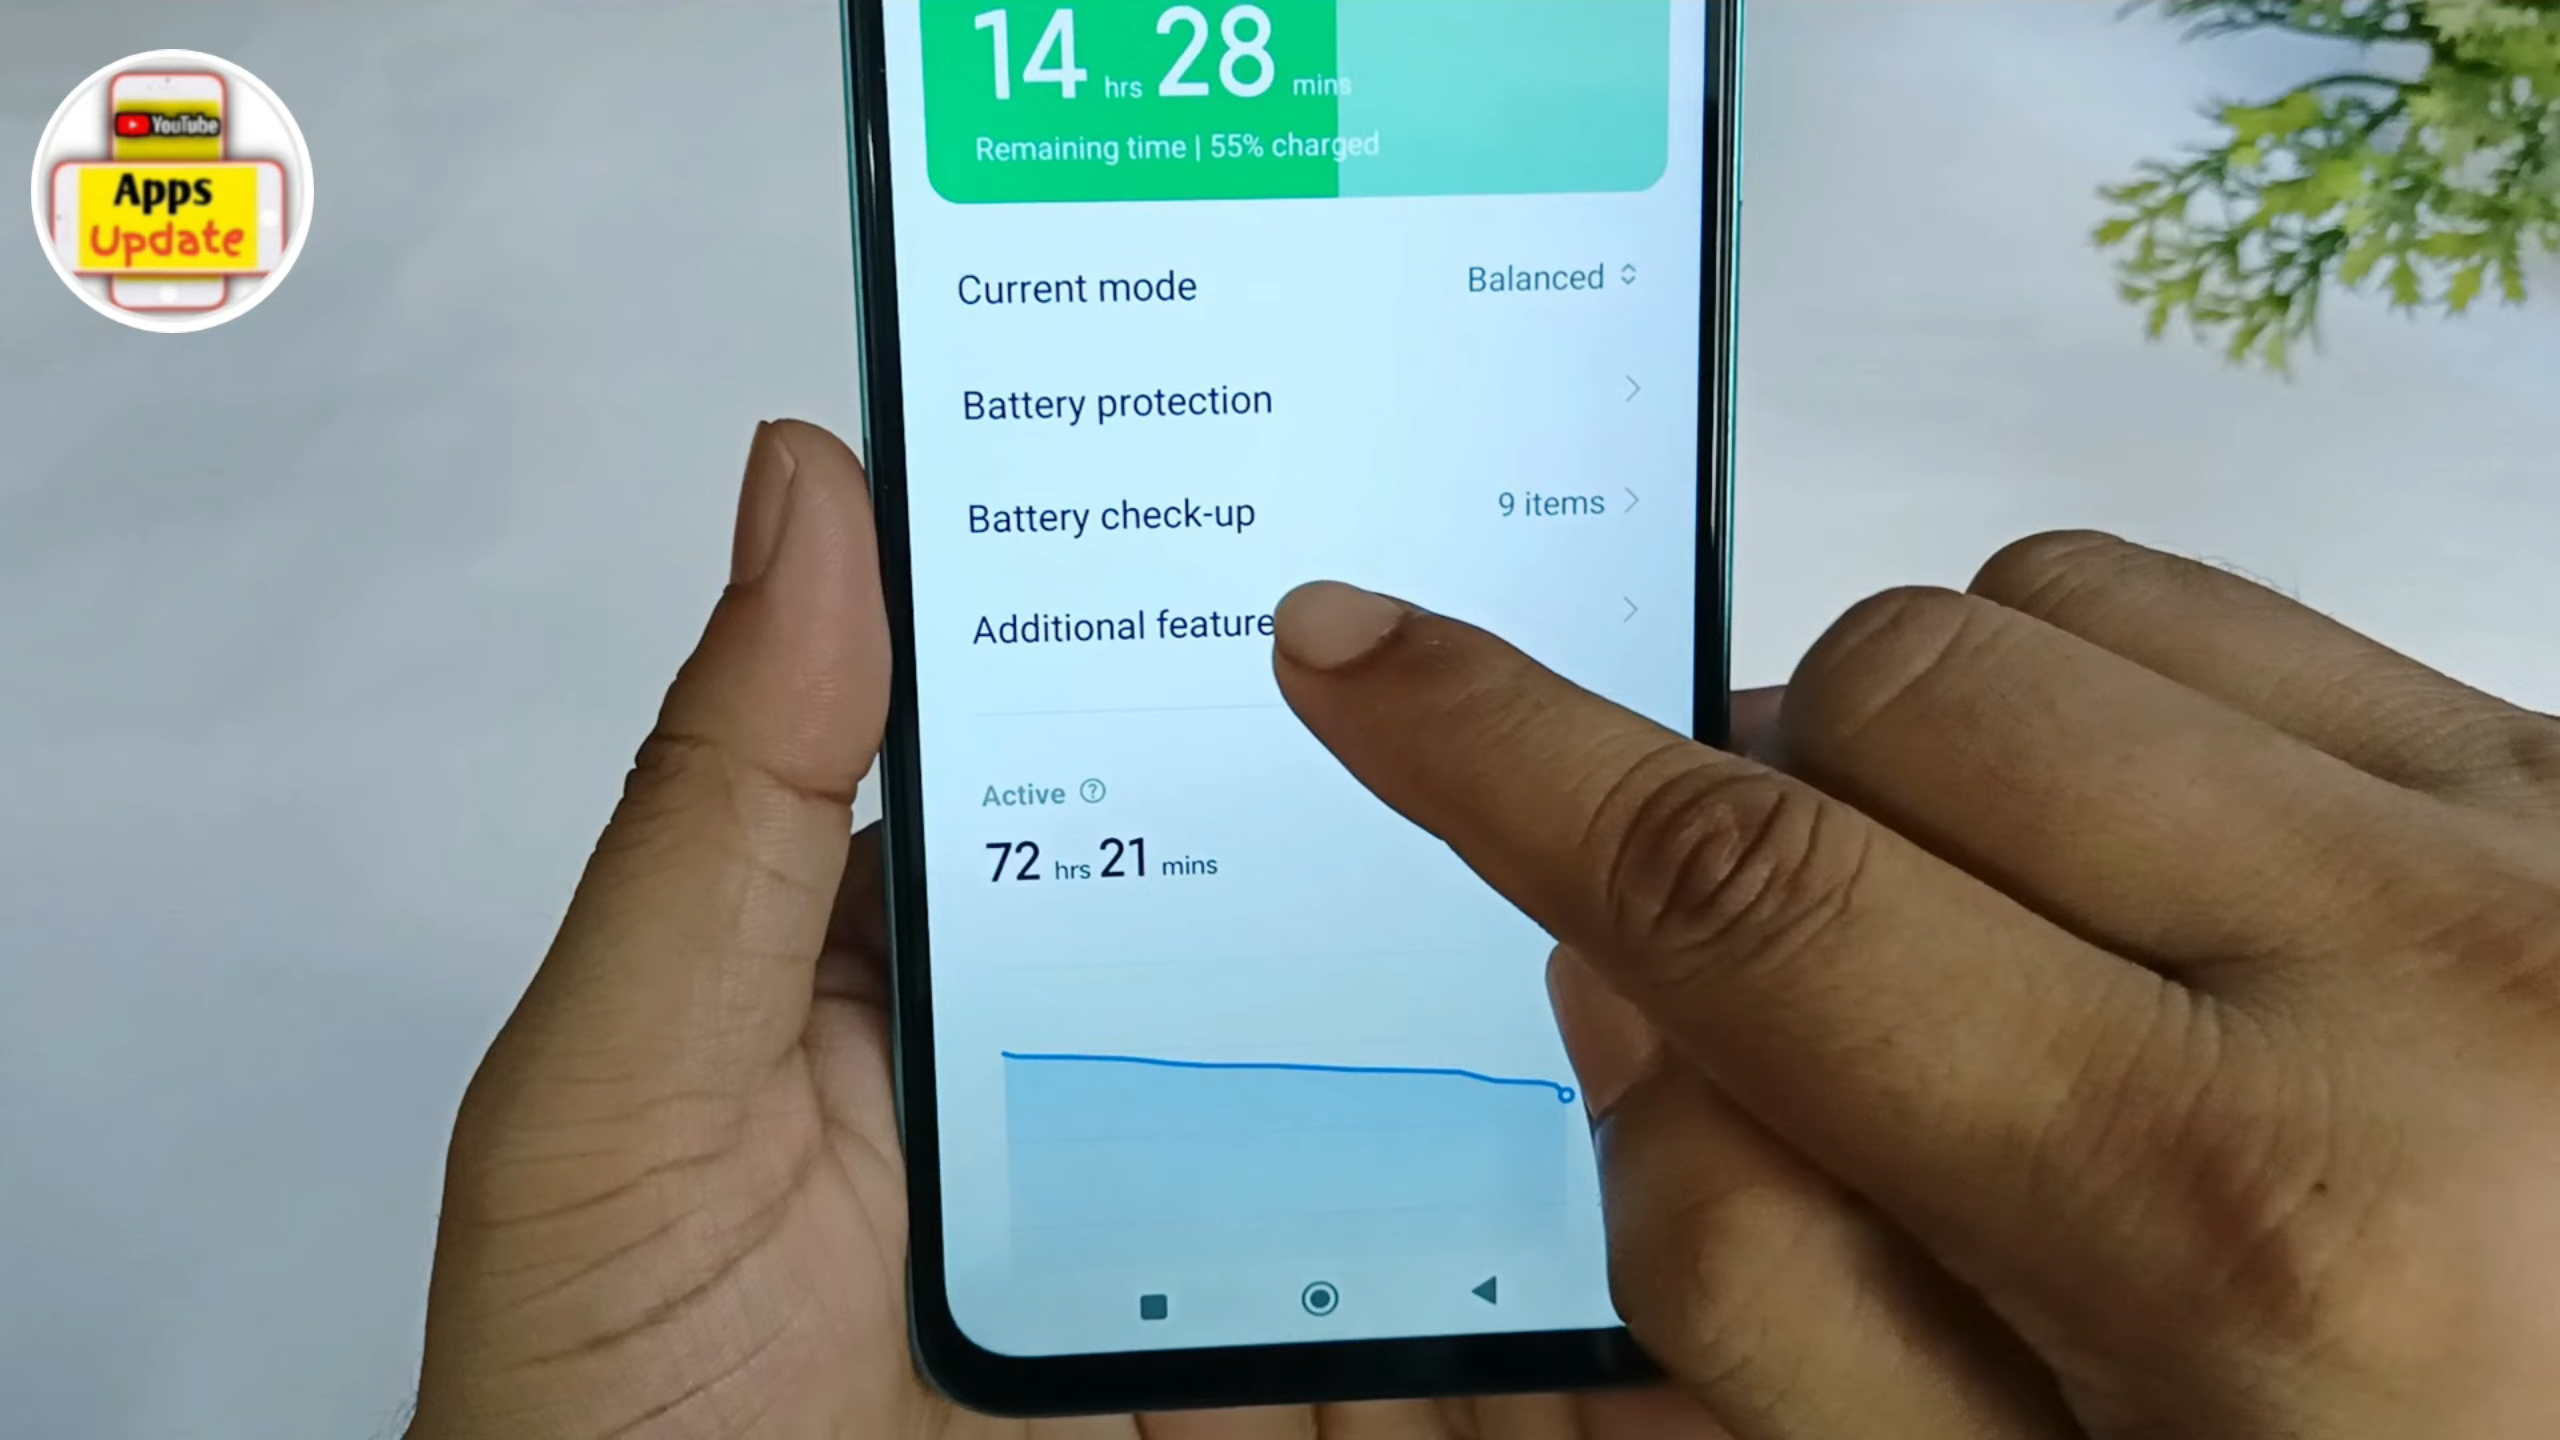 YouTube
Apps
Update
14 hrs 28 mins
Remaining time | 55% charged
Current mode
Balanced
Battery protection
Battery check-up
9 items
Additional feature
Active ?
72 hrs 21 mins